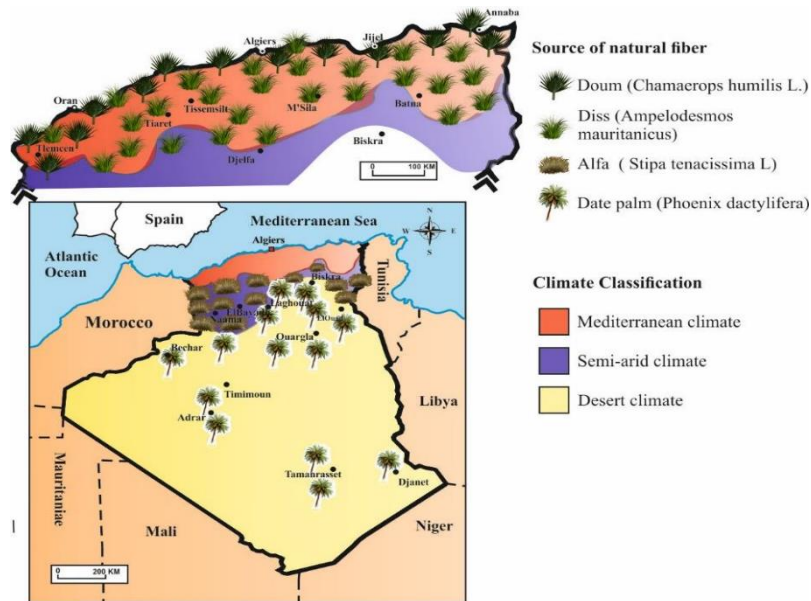 Annaba
Jijel
Algiers
Oran
Tissemsilt
M'Sila
Batna
Tiaret
Tlemcen
Djelfa
Biskra
100 KM
Source of natural fiber
Doum (Chamaerops humilis L.)
Diss (Ampelodesmos
mauritanicus)
Alfa ( Stipa tenacissima L)
Date palm (Phoenix dactylifera)
Spain
Mediterranean Sea
N
W
E
S
Algiers
Atlantic
Ocean
Tunisia
Biskra
Morocco
Laghouat
Naama
Ouargla
Bechar
Timimoun
Adrar
Libya
Tamanrasset
Djanet
Mauritaniae
Mali
Niger
200 KM
Climate Classification
Mediterranean climate
Semi-arid climate
Desert climate